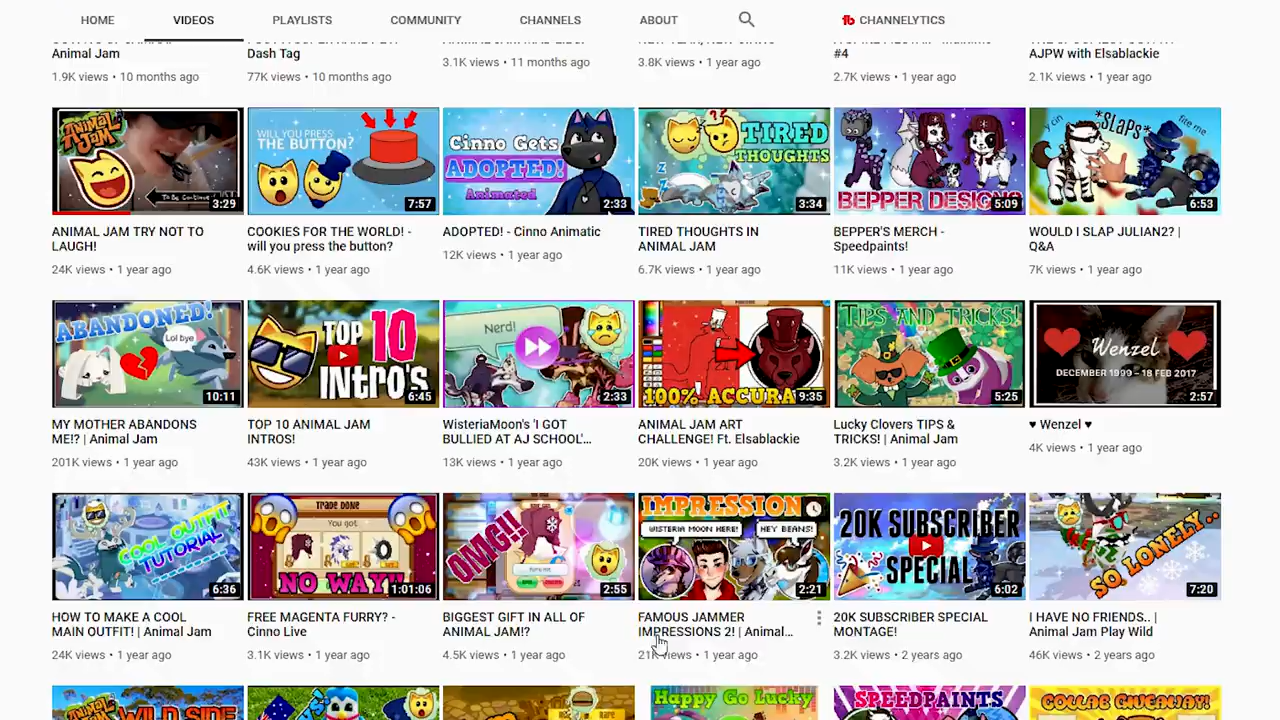 HOME VIDEOS PLAYLISTS COMMUNITY CHANNELS ABOUT CHANNELYTICS
Animal Jam
Dash Tag
#4
AJPW with Elsablackie
1.9K views • 10 months ago
77K views • 10 months ago
3.1K views • 11 months ago
3.8K views • 1 year ago
2.7K views • 1 year ago
2.1K views • 1 year ago
ANIMAL JAM
To Be Continue
3:29
WILL YOU PRESS
THE BUTTON?
7:57
Cinno Gets
ADOPTED!
Animated
2:33
TIRED
THOUGHTS
3:34
BEPPER DESIGNS
5:09
y cin
*SLAPS*
fite me
6:53
ANIMAL JAM TRY NOT TO
LAUGH!
24K views • 1 year ago
COOKIES FOR THE WORLD! -
will you press the button?
4.6K views • 1 year ago
ADOPTED! - Cinno Animatic
12K views • 1 year ago
TIRED THOUGHTS IN
ANIMAL JAM
6.7K views • 1 year ago
BEPPER'S MERCH -
Speedpaints!
11K views • 1 year ago
WOULD I SLAP JULIAN2? |
Q&A
7K views • 1 year ago
ABANDONED!
Lol bye
10:11
TOP 10
INTRO'S
6:45
Nerd!
2:33
100% ACCURA
9:35
TIPS AND TRICKS!
5:25
Wenzel
DECEMBER 1999 – 18 FEB 2017
2:57
MY MOTHER ABANDONS
ME!? | Animal Jam
201K views • 1 year ago
TOP 10 ANIMAL JAM
INTROS!
43K views • 1 year ago
WisteriaMoon's 'I GOT
BULLIED AT AJ SCHOOL'...
13K views • 1 year ago
ANIMAL JAM ART
CHALLENGE! Ft. Elsablackie
20K views • 1 year ago
Lucky Clovers TIPS &
TRICKS! | Animal Jam
3.2K views • 1 year ago
♥ Wenzel ♥
4K views • 1 year ago
COOL OUTFIT
TUTORIAL
6:36
TRADE DONE
You got
NO WAY!!
1:01:06
OMG!!
2:55
IMPRESSION
WISTERIA MOON HERE!
HEY BEANS!
2:21
20K SUBSCRIBER
SPECIAL
6:02
SO LONELY..
7:20
HOW TO MAKE A COOL
MAIN OUTFIT! | Animal Jam
24K views • 1 year ago
FREE MAGENTA FURRY? -
Cinno Live
3.1K views • 1 year ago
BIGGEST GIFT IN ALL OF
ANIMAL JAM!?
4.5K views • 1 year ago
FAMOUS JAMMER
IMPRESSIONS 2! | Animal...
21K views • 1 year ago
20K SUBSCRIBER SPECIAL
MONTAGE!
3.2K views • 2 years ago
I HAVE NO FRIENDS.. |
Animal Jam Play Wild
46K views • 2 years ago
WILD SIDE
Happy Go Lucky
SPEEDPAINTS
COLLAB GIVEAWAY!